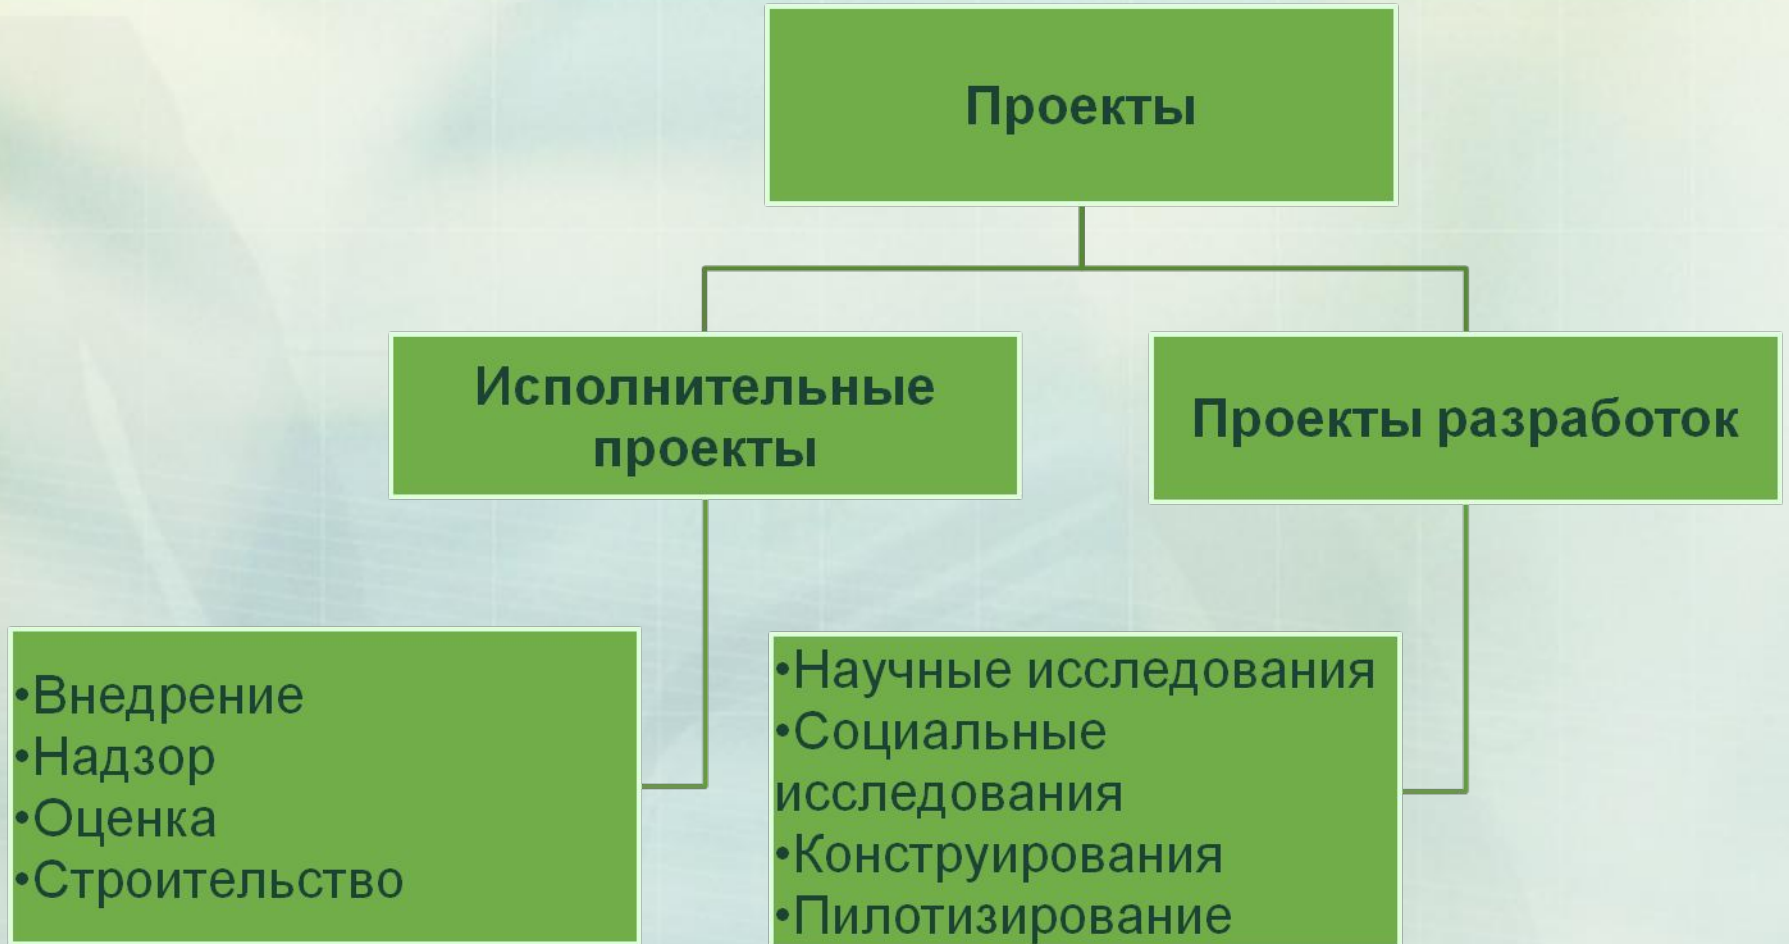 Проекты
Исполнительные
проекты
Проекты разработок
•Внедрение
•Надзор
•Оценка
•Строительство
•Научные исследования
•Социальные
исследования
•Конструирования
•Пилотизирование